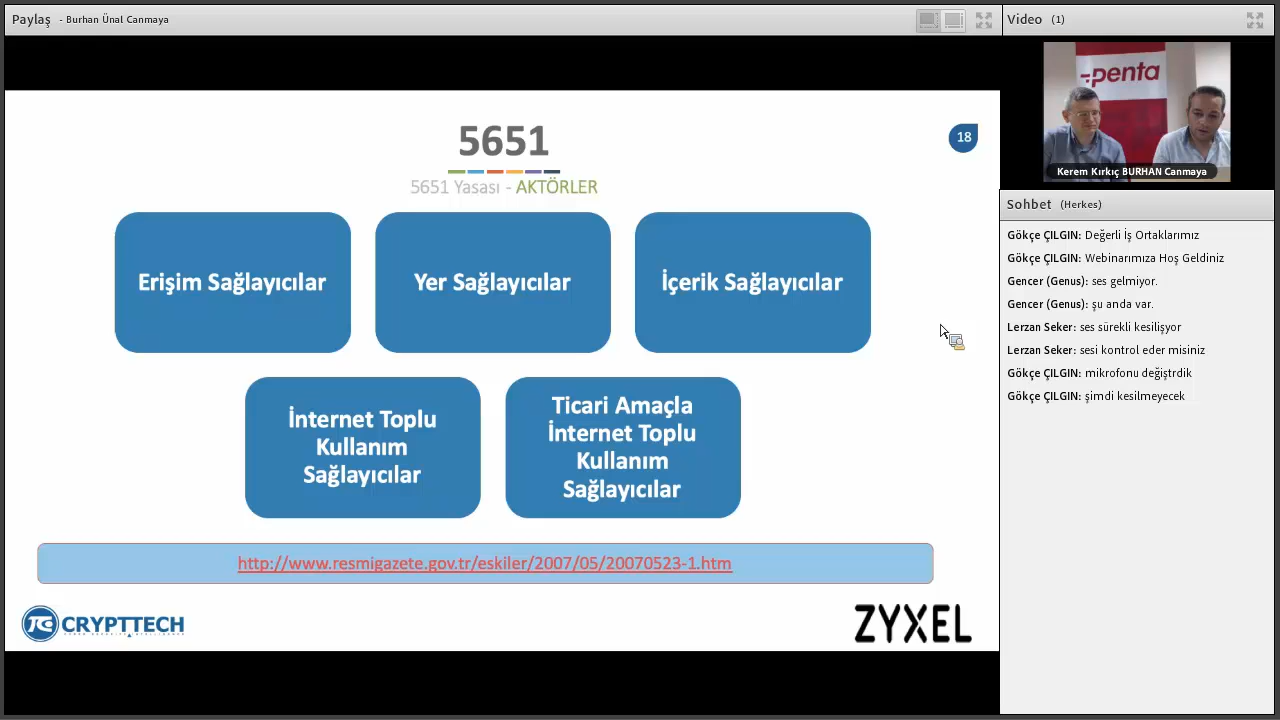 Paylaş - Burhan Ünal Canmaya
Video (1)
penta
Kerem Kırkıç BURHAN Canmaya
5651
18
5651 Yasası - AKTÖRLER
Erişim Sağlayıcılar
Yer Sağlayıcılar
İçerik Sağlayıcılar
İnternet Toplu
Kullanım
Sağlayıcılar
Ticari Amaçla
İnternet Toplu
Kullanım
Sağlayıcılar
http://www.resmigazete.gov.tr/eskiler/2007/05/20070523-1.htm
CRYPTTECH
ZYXEL
Sohbet (Herkes)
Gökçe ÇILGIN: Değerli İş Ortaklarımız
Gökçe ÇILGIN: Webinarımıza Hoş Geldiniz
Gencer (Genus): ses gelmiyor.
Gencer (Genus): şu anda var.
Lerzan Seker: ses sürekli kesilişyor
Lerzan Seker: sesi kontrol eder misiniz
Gökçe ÇILGIN: mikrofonu değiştrdik
Gökçe ÇILGIN: şimdi kesilmeyecek